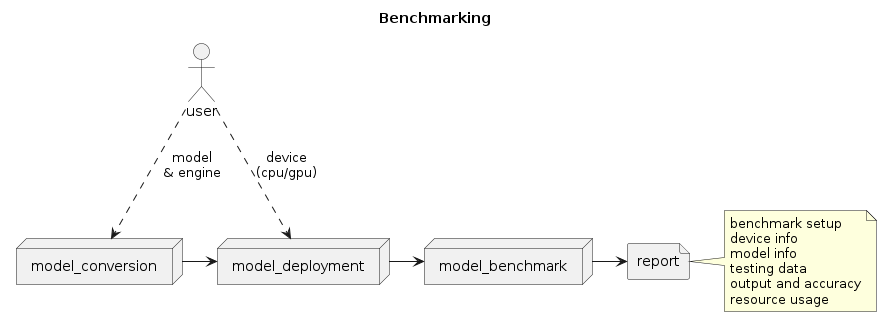 Benchmarking
user
model
& engine
device
(cpu/gpu)
model_conversion
model_deployment
model_benchmark
report
benchmark setup
device info
model info
testing data
output and accuracy
resource usage